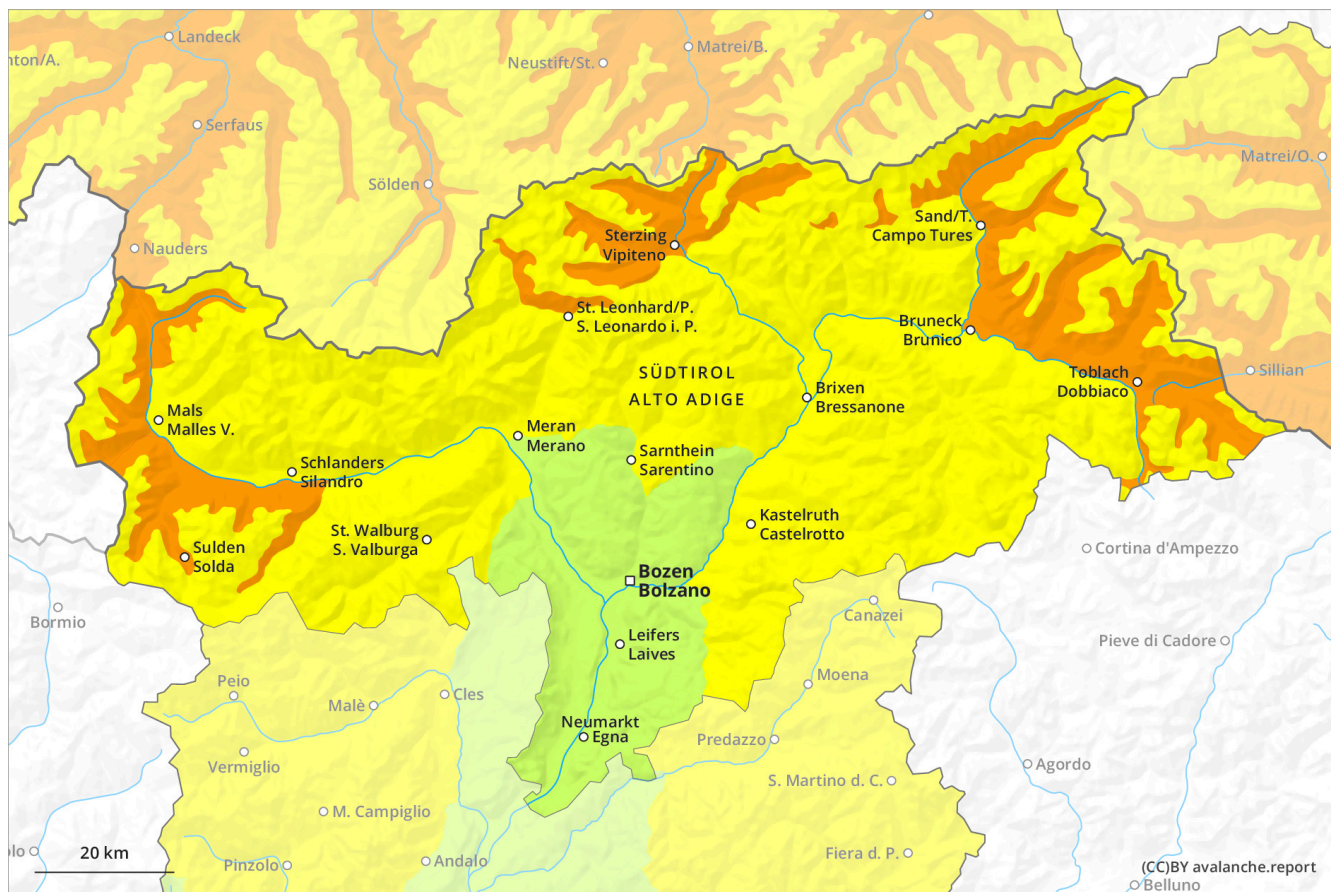 Landeck
Matrei/B.
nton/A.
Neustift/St.
Serfaus
Matrei/O.
Sölden
Sand/T.
Campo Tures
Sterzing
Vipiteno
Nauders
St. Leonhard/P.
S. Leonardo i. P.
Bruneck
Brunico
SÜDTIROL
ALTO ADIGE
Toblach
Dobbiaco
Sillian
Brixen
Bressanone
Mals
Malles V.
Meran
Merano
Sarnthein
Sarentino
Schlanders
Silandro
Kastelruth
Castelrotto
St. Walburg
S. Valburga
Sulden
Solda
Cortina d'Ampezzo
Bozen
Bolzano
Bormio
Canazei
Leifers
Laives
Pieve di Cadore
Peio
Malè
Cles
Moena
Neumarkt
Egna
Predazzo
Vermiglio
Agordo
S. Martino d. C.
M. Campiglio
20 km
olo
Pinzolo
Andalo
Fiera d. P.
(CC)BY avalanche.report
Belluno